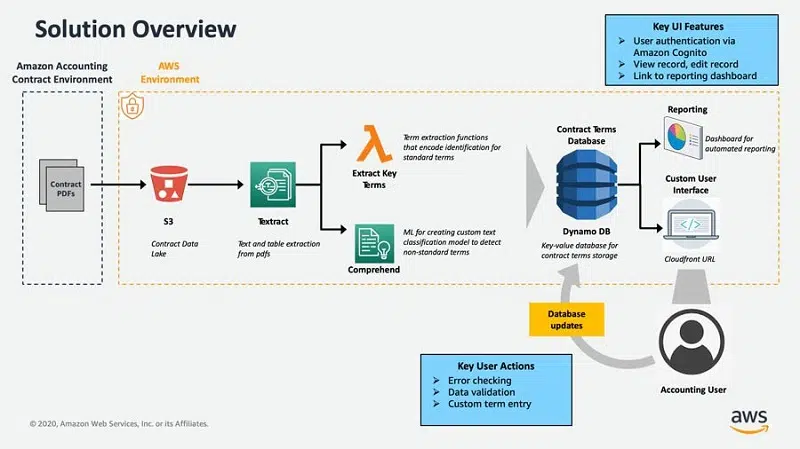 Solution Overview
Key UI Features
User authentication via
Amazon Cognito
View record, edit record
Link to reporting dashboard
Amazon Accounting
Contract Environment
AWS
Environment
Contract
PDFs
S3
Contract Data
Lake
Textract
Text and table extraction
from pdfs
Extract Key
Terms
Term extraction functions
that encode identification for
standard terms
Comprehend
ML for creating custom text
classification model to detect
non-standard terms
Contract Terms
Database
Dynamo DB
Key-value database for
contract terms storage
Reporting
Dashboard for
automated reporting
Custom User
Interface
</>
Cloudfront URL
Database
updates
Key User Actions
Error checking
Data validation
Custom term entry
Accounting User
© 2020, Amazon Web Services, Inc. or its Affiliates.
aws